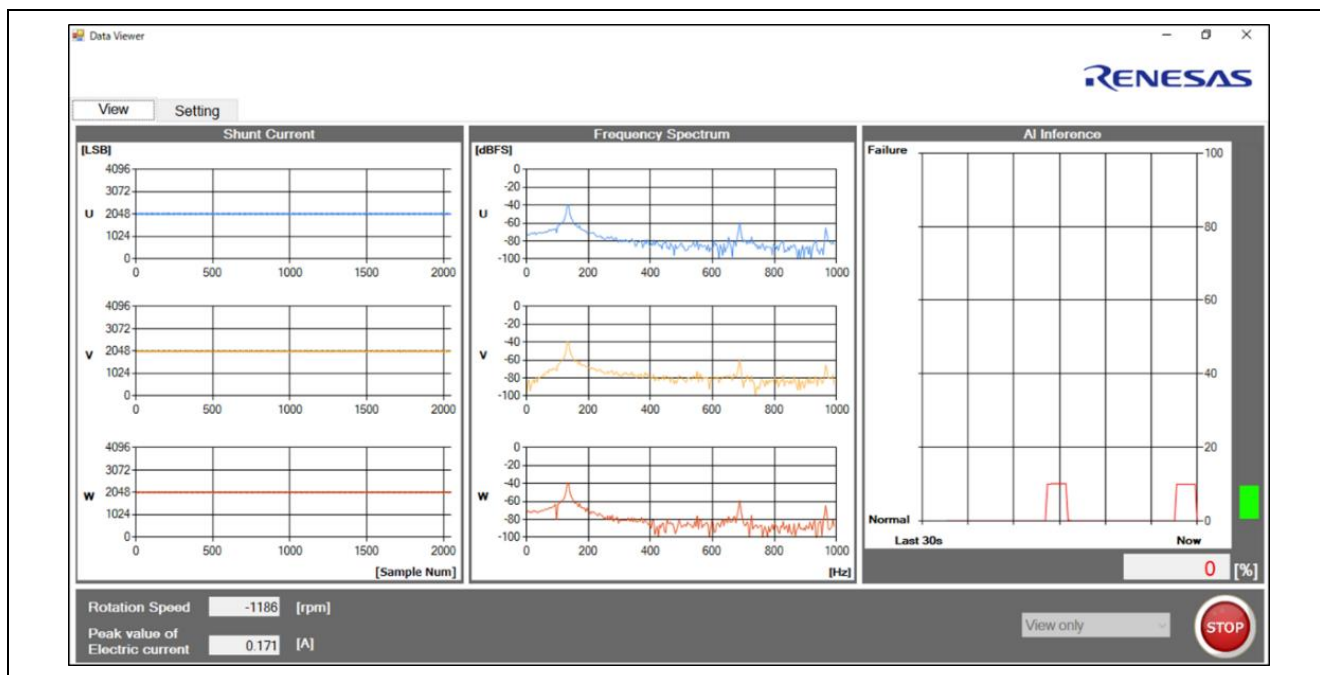 Data Viewer
RENESAS
View Setting
Shunt Current
[LSB]
4096
3072
U 2048
1024
0
0 500 1000 1500 2000
4096
3072
V 2048
1024
0
0 500 1000 1500 2000
4096
3072
W 2048
1024
0
0 500 1000 1500 2000
[Sample Num]
Frequency Spectrum
[dBFS]
0
-20
-40
U -60
-80
-100
0 200 400 600 800 1000
0
-20
-40
V -60
-80
-100
0 200 400 600 800 1000
0
-20
-40
W -60
-80
-100
0 200 400 600 800 1000
[Hz]
AI Inference
Failure 100
80
60
40
20
Normal 0
Last 30s Now
0 [%]
Rotation Speed -1186 [rpm]
Peak value of
Electric current 0.171 [A]
View only
STOP